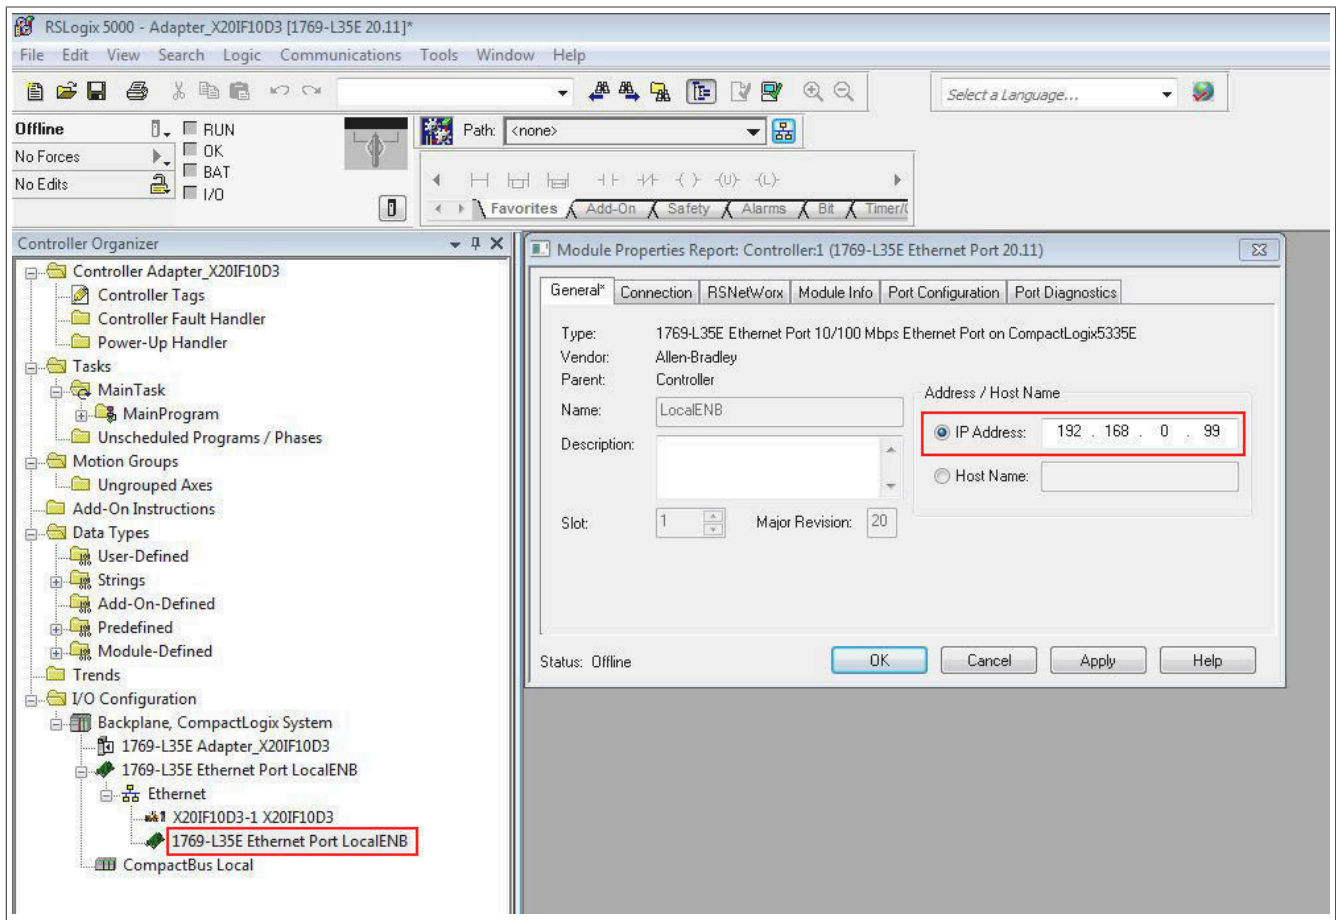 RSLogix 5000 - Adapter_X20IF10D3 [1769-L35E 20.11]*
File Edit View Search Logic Communications Tools Window Help
Select a Language...
Offline
RUN
No Forces
OK
No Edits
BAT
I/O
Path: <none>
Favorites Add-On Safety Alarms Bit Timer/C
Controller Organizer
Controller Adapter_X20IF10D3
Controller Tags
Controller Fault Handler
Power-Up Handler
Tasks
MainTask
MainProgram
Unscheduled Programs / Phases
Motion Groups
Ungrouped Axes
Add-On Instructions
Data Types
User-Defined
Strings
Add-On-Defined
Predefined
Module-Defined
Trends
I/O Configuration
Backplane, CompactLogix System
1769-L35E Adapter_X20IF10D3
1769-L35E Ethernet Port LocalENB
Ethernet
X20IF10D3-1 X20IF10D3
1769-L35E Ethernet Port LocalENB
CompactBus Local
Module Properties Report: Controller:1 (1769-L35E Ethernet Port 20.11)
General* Connection RSNetWorx Module Info Port Configuration Port Diagnostics
Type: 1769-L35E Ethernet Port 10/100 Mbps Ethernet Port on CompactLogix5335E
Vendor: Allen-Bradley
Parent: Controller
Name: LocalENB
Description:
Slot: 1 Major Revision: 20
Address / Host Name
IP Address: 192 . 168 . 0 . 99
Host Name:
Status: Offline
OK Cancel Apply Help